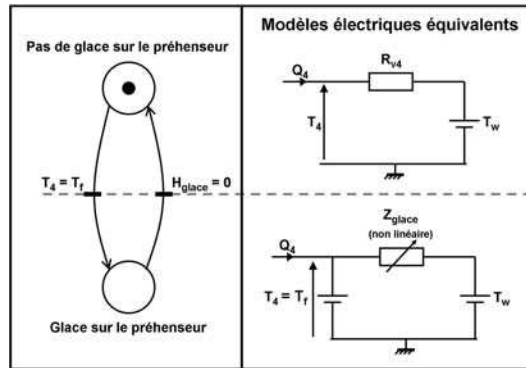 Pas de glace sur le préhenseur
T4 = Tf
Hglace = 0
Glace sur le préhenseur
Modèles électriques équivalents
Q4
Rv4
T4
Tw
Zglace
(non linéaire)
Q4
T4 = Tf
Tw